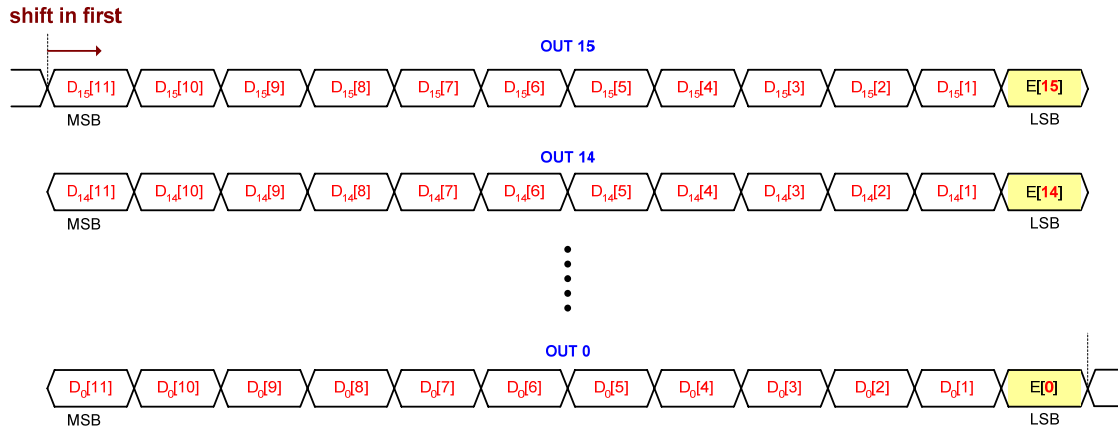 shift in first
OUT 15
D15[11] D15[10] D15[9] D15[8] D15[7] D15[6] D15[5] D15[4] D15[3] D15[2] D15[1] E[15]
MSB LSB
OUT 14
D14[11] D14[10] D14[9] D14[8] D14[7] D14[6] D14[5] D14[4] D14[3] D14[2] D14[1] E[14]
MSB LSB
OUT 0
D0[11] D0[10] D0[9] D0[8] D0[7] D0[6] D0[5] D0[4] D0[3] D0[2] D0[1] E[0]
MSB LSB